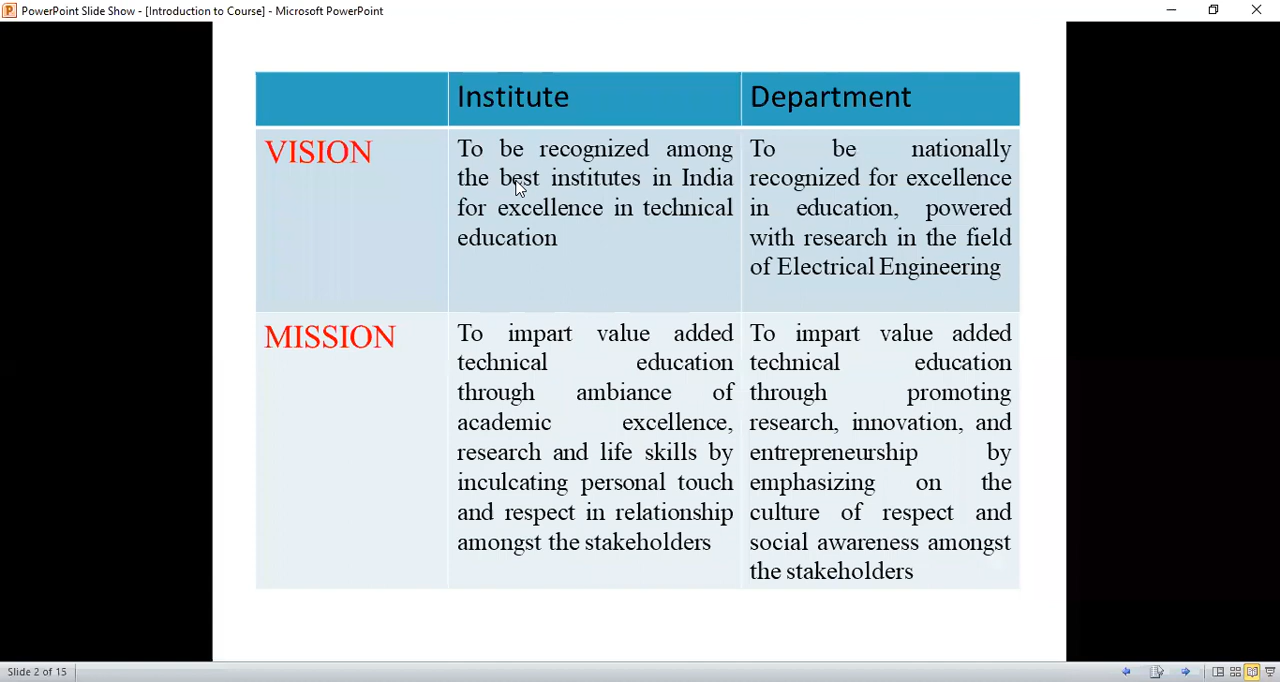 PowerPoint Slide Show - [Introduction to Course] - Microsoft PowerPoint
Institute
Department
VISION
To be recognized among
the best institutes in India
for excellence in technical
education
To be nationally
recognized for excellence
in education, powered
with research in the field
of Electrical Engineering
MISSION
To impart value added
technical education
through ambiance of
academic excellence,
research and life skills by
inculcating personal touch
and respect in relationship
amongst the stakeholders
To impart value added
technical education
through promoting
research, innovation, and
entrepreneurship by
emphasizing on the
culture of respect and
social awareness amongst
the stakeholders
Slide 2 of 15